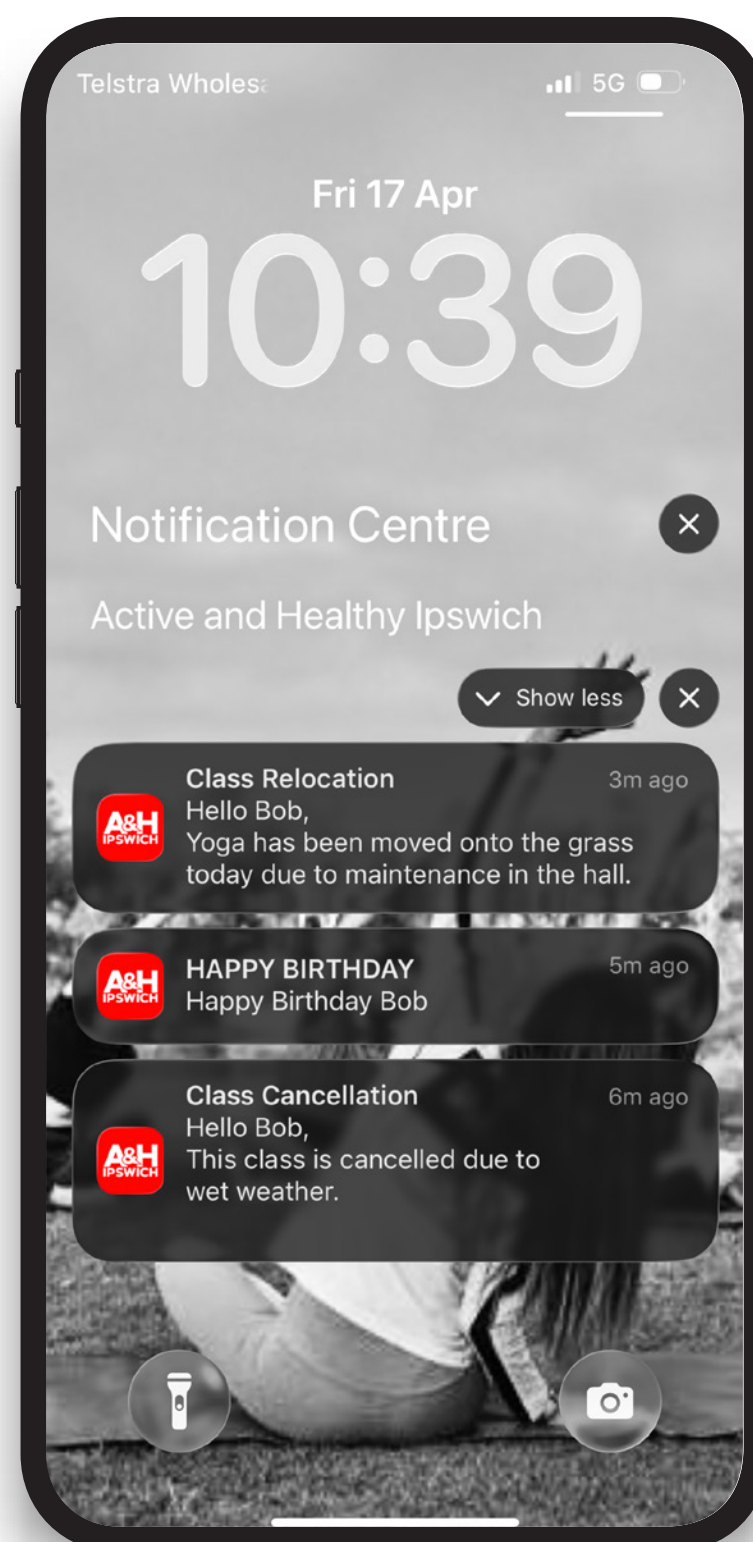 Telstra Wholes
5G
Fri 17 Apr
10:39
Notification Centre
Active and Healthy Ipswich
Show less
Class Relocation
3m ago
Hello Bob,
Yoga has been moved onto the grass
today due to maintenance in the hall.
A&H
IPSWICH
HAPPY BIRTHDAY
5m ago
Happy Birthday Bob
A&H
IPSWICH
Class Cancellation
6m ago
Hello Bob,
This class is cancelled due to
wet weather.
A&H
IPSWICH